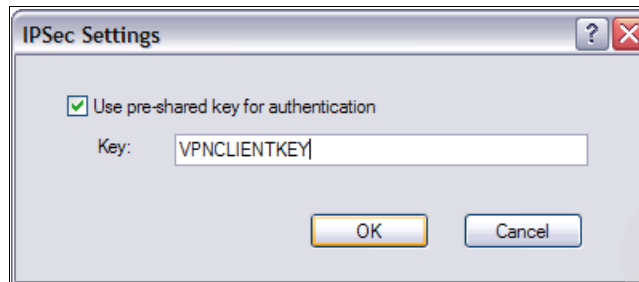 IPSec Settings
Use pre-shared key for authentication
Key: VPNCLIENTKEY
OK Cancel